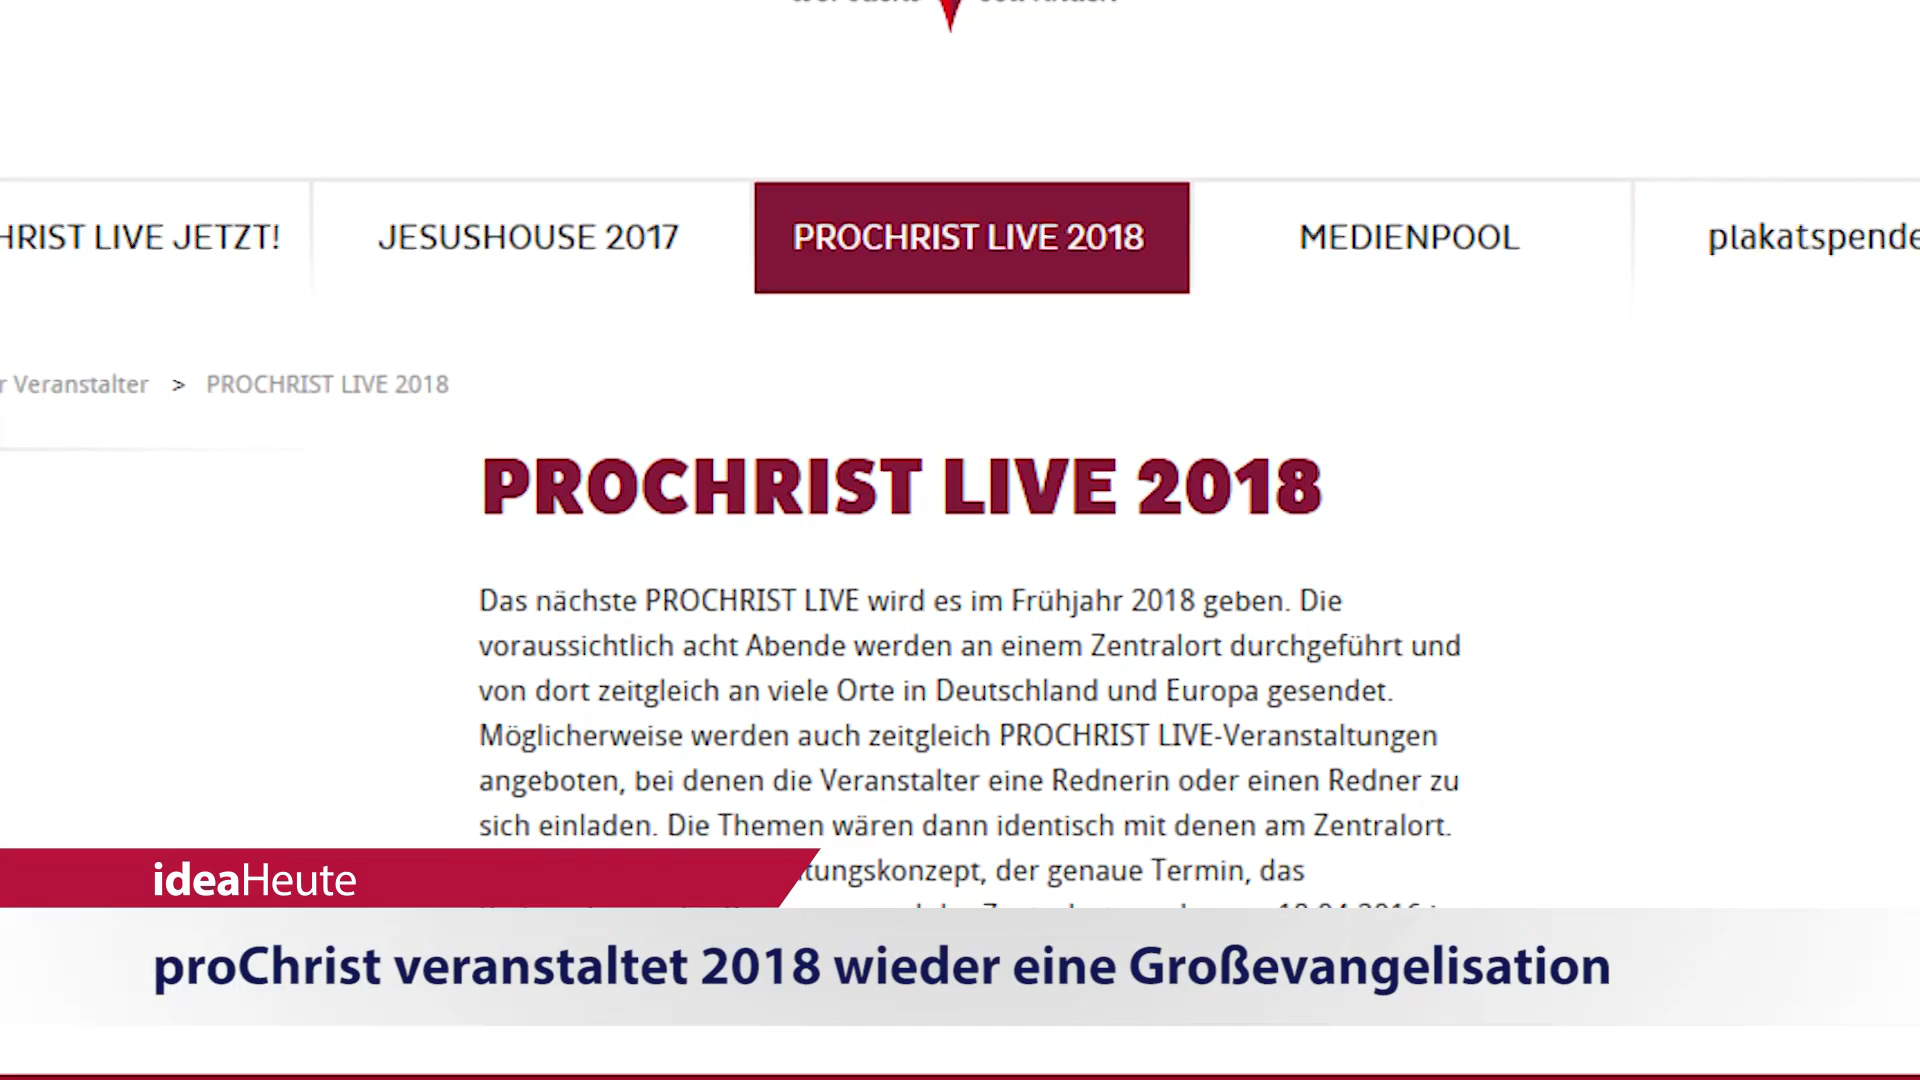 HRIST LIVE JETZT!
JESUSHOUSE 2017
PROCHRIST LIVE 2018
MEDIENPOOL
plakatspende
r Veranstalter > PROCHRIST LIVE 2018
PROCHRIST LIVE 2018
Das nächste PROCHRIST LIVE wird es im Frühjahr 2018 geben. Die
voraussichtlich acht Abende werden an einem Zentralort durchgeführt und
von dort zeitgleich an viele Orte in Deutschland und Europa gesendet.
Möglicherweise werden auch zeitgleich PROCHRIST LIVE-Veranstaltungen
angeboten, bei denen die Veranstalter eine Rednerin oder einen Redner zu
sich einladen. Die Themen wären dann identisch mit denen am Zentralort.
tungskonzept, der genaue Termin, das
ideaHeute
proChrist veranstaltet 2018 wieder eine Großevangelisation